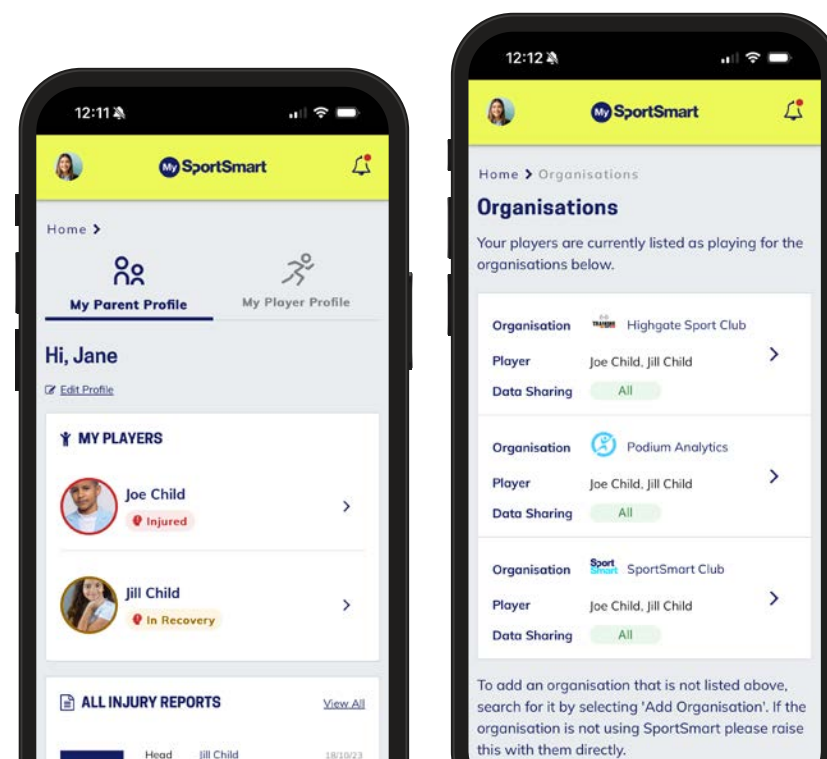 12:11
My SportSmart
Home >
My Parent Profile
My Player Profile
Hi, Jane
Edit Profile
MY PLAYERS
Joe Child
Injured
Jill Child
In Recovery
ALL INJURY REPORTS
View All
Head Jill Child 18/10/23
12:12
My SportSmart
Home > Organisations
Organisations
Your players are currently listed as playing for the
organisations below.
Organisation Highgate Sport Club
Player Joe Child, Jill Child
Data Sharing All
Organisation Podium Analytics
Player Joe Child, Jill Child
Data Sharing All
Organisation Sport Smart SportSmart Club
Player Joe Child, Jill Child
Data Sharing All
To add an organisation that is not listed above,
search for it by selecting 'Add Organisation'. If the
organisation is not using SportSmart please raise
this with them directly.